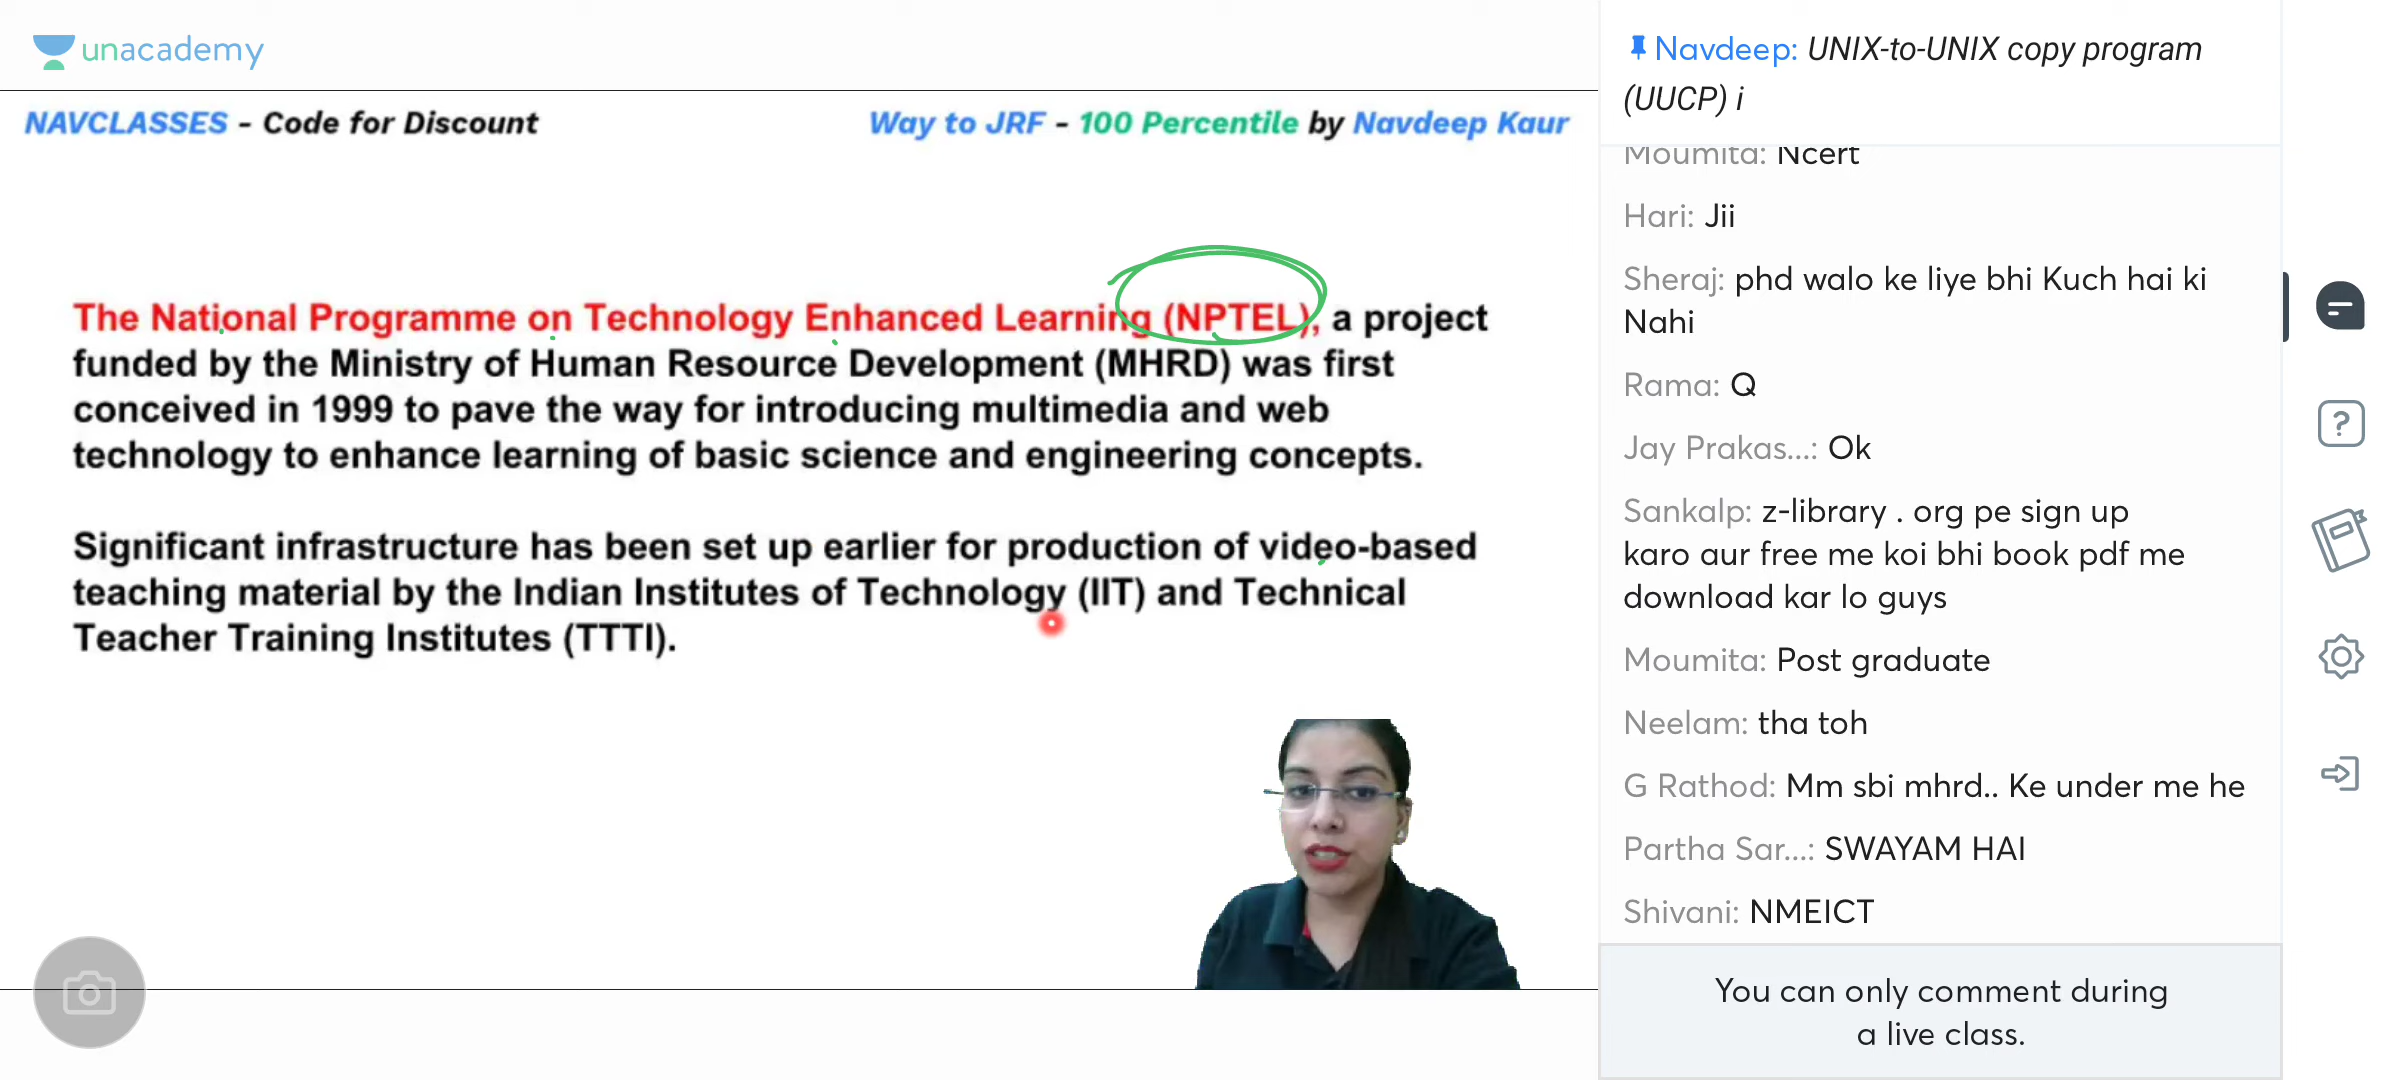 unacademy
NAVCLASSES - Code for Discount
Way to JRF - 100 Percentile by Navdeep Kaur
The National Programme on Technology Enhanced Learning (NPTEL), a project
funded by the Ministry of Human Resource Development (MHRD) was first
conceived in 1999 to pave the way for introducing multimedia and web
technology to enhance learning of basic science and engineering concepts.
Significant infrastructure has been set up earlier for production of video-based
teaching material by the Indian Institutes of Technology (IIT) and Technical
Teacher Training Institutes (TTTI).
Navdeep: UNIX-to-UNIX copy program
(UUCP) i
Moumita: Ncert
Hari: Jii
Sheraj: phd walo ke liye bhi Kuch hai ki
Nahi
Rama: Q
Jay Prakas...: Ok
Sankalp: z-library . org pe sign up
karo aur free me koi bhi book pdf me
download kar lo guys
Moumita: Post graduate
Neelam: tha toh
G Rathod: Mm sbi mhrd.. Ke under me he
Partha Sar...: SWAYAM HAI
Shivani: NMEICT
You can only comment during
a live class.
?